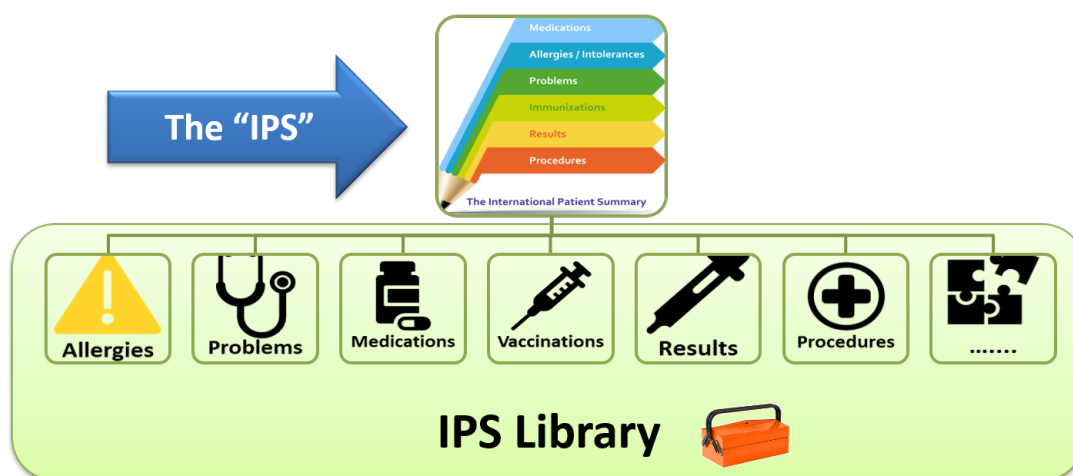 Medications
Allergies / Intolerances
Problems
Immunizations
Results
Procedures
The International Patient Summary
The “IPS”
Allergies
Problems
Medications
Vaccinations
Results
Procedures
.......
IPS Library